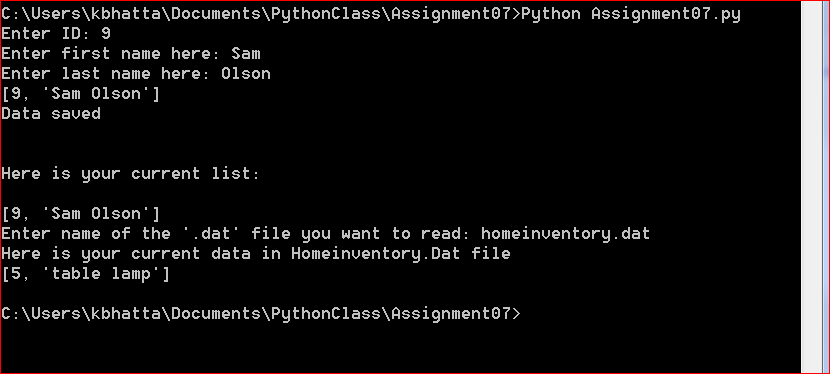 C:\Users\kbhatta\Documents\PythonClass\Assignment07>Python Assignment07.py
Enter ID: 9
Enter first name here: Sam
Enter last name here: Olson
[9, 'Sam Olson']
Data saved
Here is your current list:
[9, 'Sam Olson']
Enter name of the '.dat' file you want to read: homeinventory.dat
Here is your current data in Homeinventory.Dat file
[5, 'table lamp']
C:\Users\kbhatta\Documents\PythonClass\Assignment07>